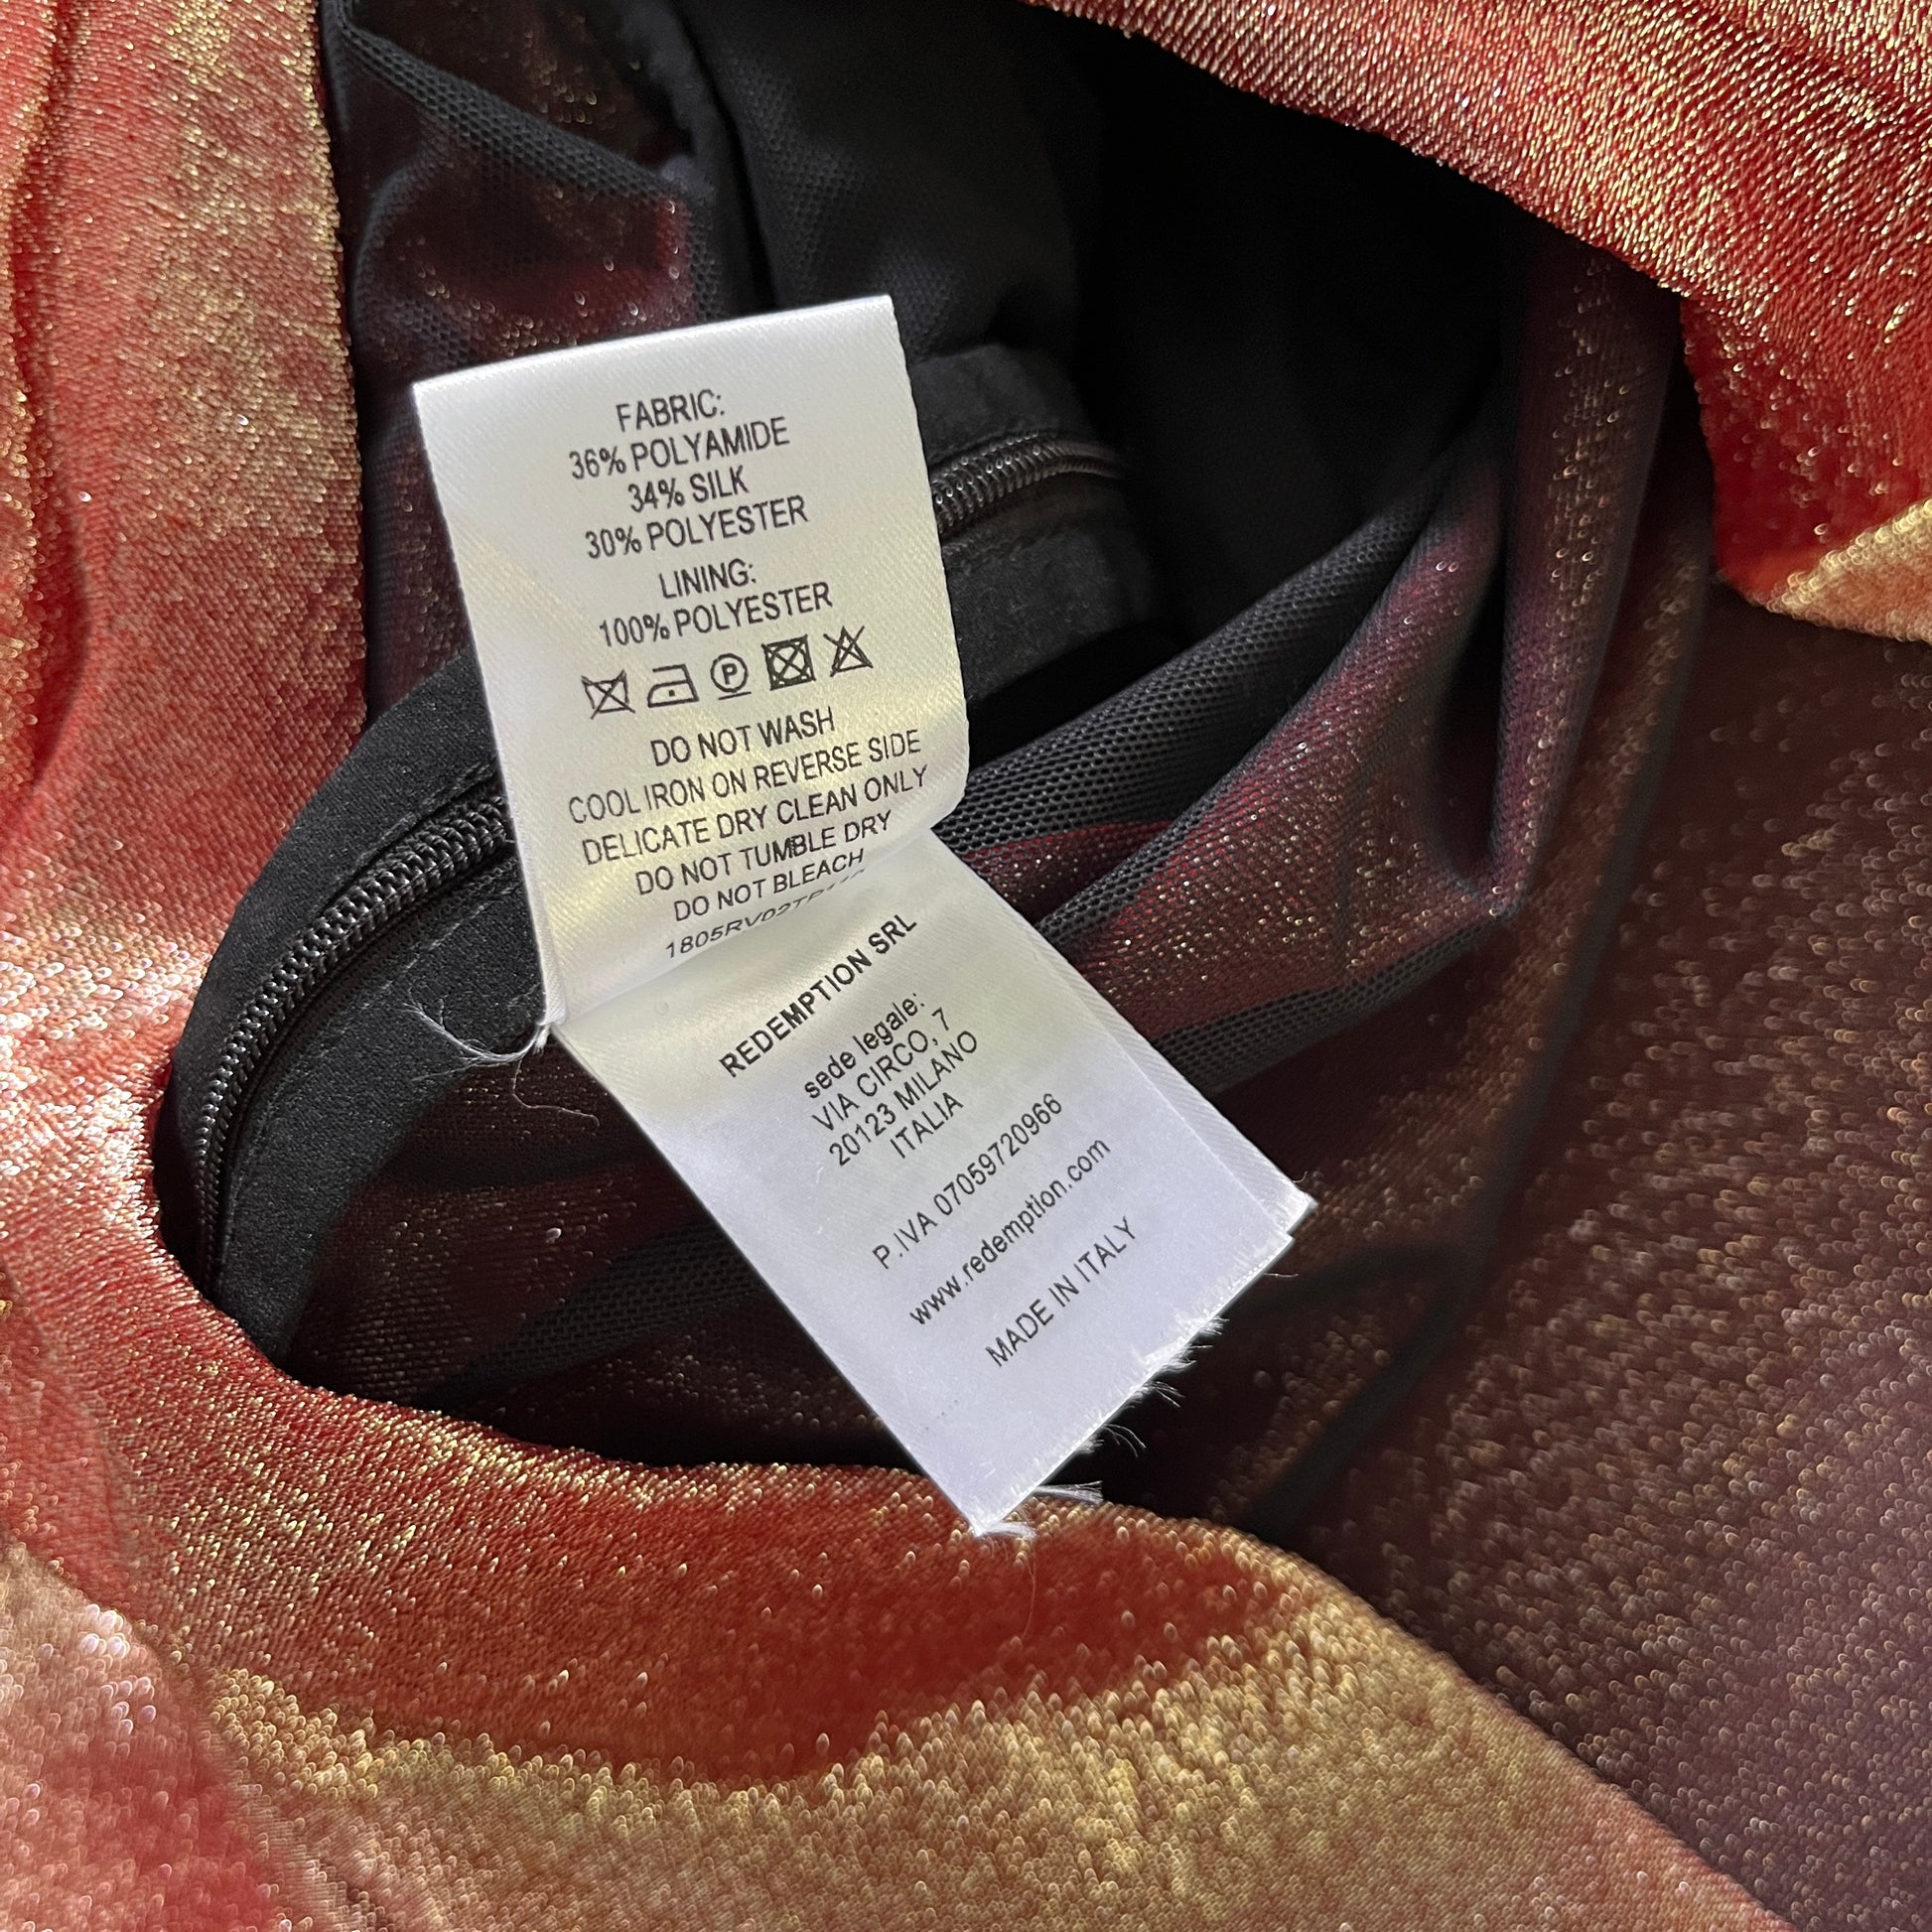 FABRIC:
36% POLYAMIDE
34% SILK
30% POLYESTER
LINING:
100% POLYESTER
P
DO NOT WASH
COOL IRON ON REVERSE SIDE
DELICATE DRY CLEAN ONLY
DO NOT TUMBLE DRY
DO NOT BLEACH
REDEMPTION SRL
sede legale:
VIA CIRCO, 7
20123 MILANO
ITALIA
P.IVA 07059720966
www.redemption.com
MADE IN ITALY